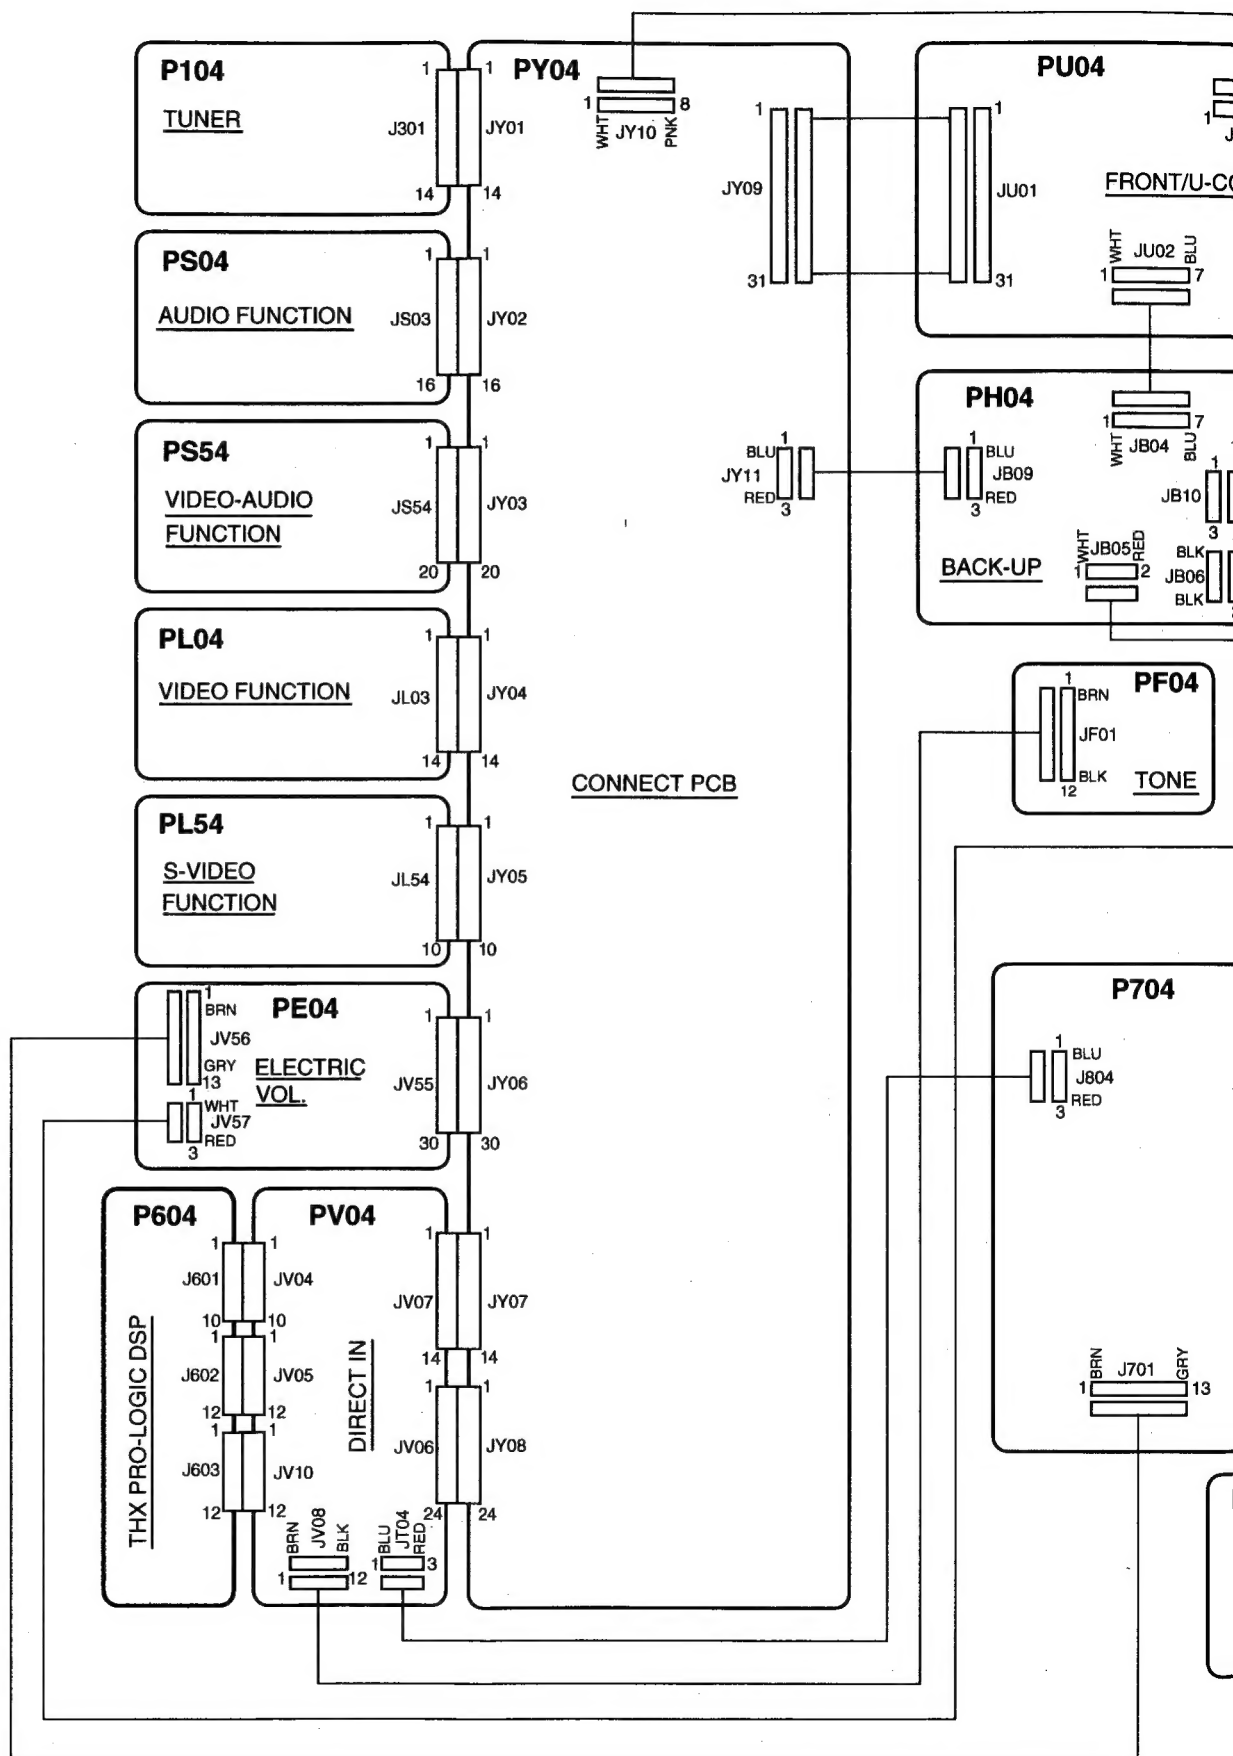 P104
TUNER
1
J301
14
1
JY01
14
PY04
1
8
WHT
JY10
PNK
1
JY09
31
PU04
1
JU01
31
1
J
FRONT/U-CO
WHT
JU02
BLU
1
7
PS04
AUDIO FUNCTION
1
JS03
16
1
JY02
16
PH04
1
7
WHT
JB04
BLU
BLU
1
JY11
RED
3
1
BLU
JB09
RED
3
1
JB10
3
BACK-UP
WHT
JB05
RED
1
2
BLK
JB06
BLK
PS54
VIDEO-AUDIO
FUNCTION
1
JS54
20
1
JY03
20
PL04
VIDEO FUNCTION
1
JL03
14
1
JY04
14
CONNECT PCB
PF04
1
BRN
JF01
BLK
12
TONE
PL54
S-VIDEO
FUNCTION
1
JL54
10
1
JY05
10
PE04
1
BRN
JV56
GRY
13
ELECTRIC
VOL.
1
WHT
JV57
RED
3
1
JV55
30
1
JY06
30
P704
1
BLU
J804
RED
3
BRN
J701
GRY
1
13
P604
THX PRO-LOGIC DSP
1
J601
10
1
J602
12
1
J603
12
PV04
DIRECT IN
1
JV04
10
1
JV05
12
1
JV10
12
1
JV07
14
1
JY07
14
1
JV06
24
1
JY08
24
BRN
JV08
BLK
1
12
BLU
JT04
RED
1
3